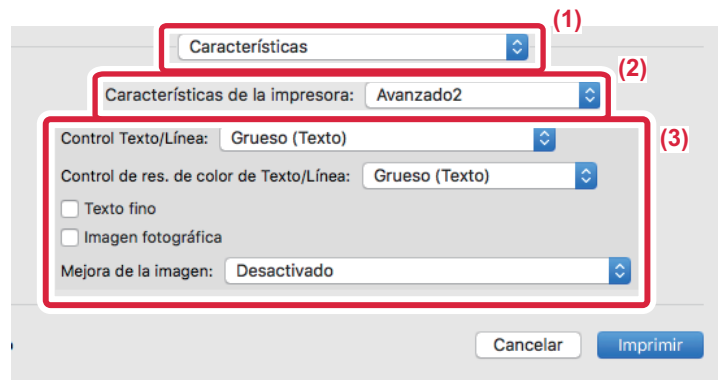 (1)
Características
(2)
Características de la impresora: Avanzado2
(3)
Control Texto/Línea: Grueso (Texto)
Control de res. de color de Texto/Línea: Grueso (Texto)
Texto fino
Imagen fotográfica
Mejora de la imagen: Desactivado
Cancelar Imprimir